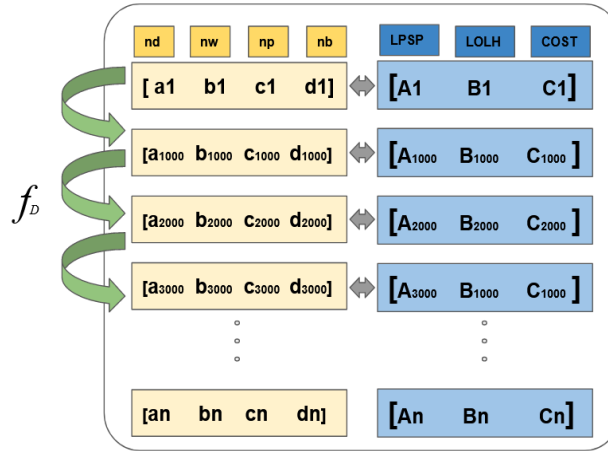 nd nw np nb LPSP LOLH COST
[ a1 b1 c1 d1] [A1 B1 C1]
[a1000 b1000 c1000 d1000] [A1000 B1000 C1000]
[a2000 b2000 c2000 d2000] [A2000 B2000 C2000]
[a3000 b3000 c3000 d3000] [A3000 B1000 C1000]
[an bn cn dn] [An Bn Cn]
fD